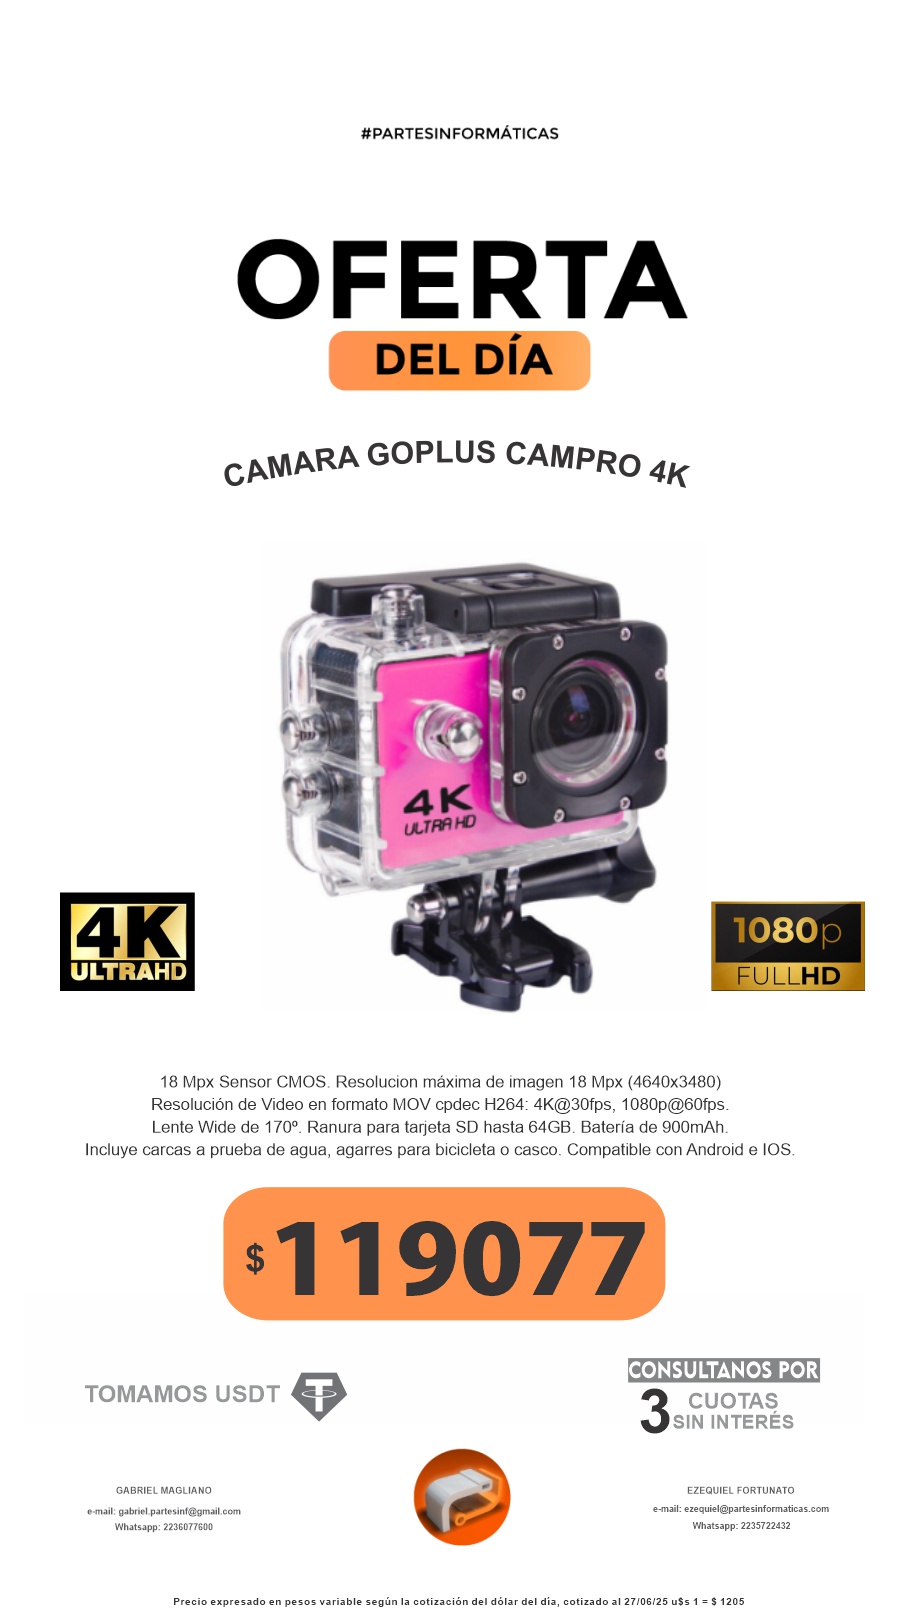 #PARTESINFORMÁTICAS
OFERTA
DEL DÍA
CAMARA GOPLUS CAMPRO 4K
4K
ULTRA HD
4K
ULTRAHD
1080p
FULLHD
18 Mpx Sensor CMOS. Resolucion máxima de imagen 18 Mpx (4640x3480)
Resolución de Video en formato MOV cpdec H264: 4K@30fps, 1080p@60fps.
Lente Wide de 170º. Ranura para tarjeta SD hasta 64GB. Batería de 900mAh.
Incluye carcas a prueba de agua, agarres para bicicleta o casco. Compatible con Android e IOS.
$119077
TOMAMOS USDT
CONSULTANOS POR
3 CUOTAS
SIN INTERÉS
GABRIEL MAGLIANO
e-mail: gabriel.partesinf@gmail.com
Whatsapp: 2236077600
EZEQUIEL FORTUNATO
e-mail: ezequiel@partesinformaticas.com
Whatsapp: 2235722432
Precio expresado en pesos variable según la cotización del dólar del día, cotizado al 27/06/25 u$s 1 = $ 1205